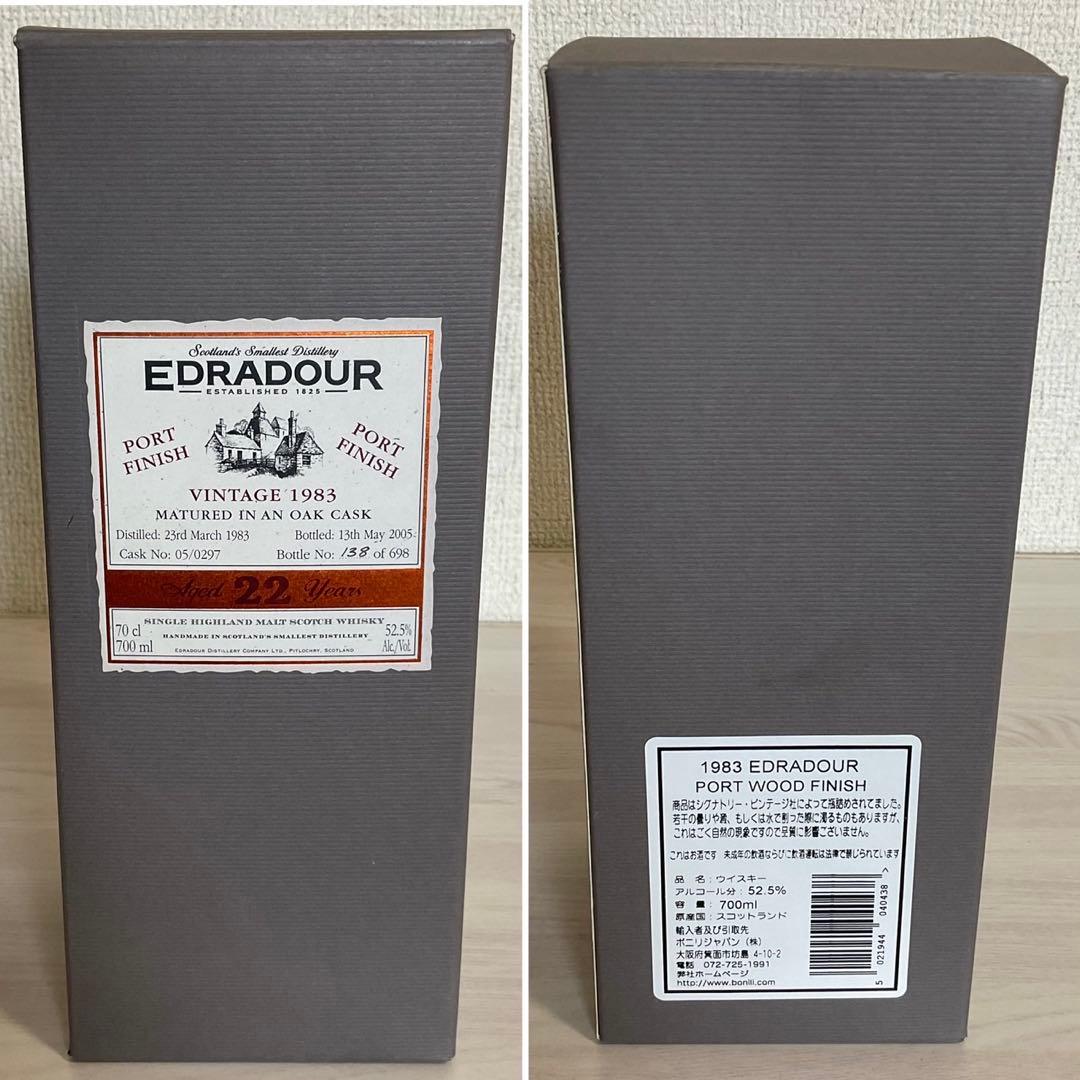 Scotland's Smallest Distillery
EDRADOUR
ESTABLISHED 1825
PORT FINISH
PORT FINISH
VINTAGE 1983
MATURED IN AN OAK CASK
Distilled: 23rd March 1983 Bottled: 13th May 2005
Cask No: 05/0297 Bottle No: 138 of 698
Aged 22 Years
SINGLE HIGHLAND MALT SCOTCH WHISKY
HANDMADE IN SCOTLAND'S SMALLEST DISTILLERY
EDRADOUR DISTILLERY COMPANY LTD., PITLOCHRY, SCOTLAND
70 cl
700 ml
52.5%
Alc./Vol.
1983 EDRADOUR
PORT WOOD FINISH
商品はシグナトリー・ビンテージ社によって瓶詰めされてました。
若干の曇りや澱、もしくは水で割った際に濁るものもありますが、
これはごく自然の現象ですので品質に影響ございません。
これはお酒です 未成年の飲酒ならびに飲酒運転は法律で禁じられています
品 名：ウイスキー
アルコール分：52.5%
容 量：700ml
原産国：スコットランド
輸入者及び引取先
ボニリジャパン（株）
大阪府箕面市坊島 4-10-2
電話 072-725-1991
弊社ホームページ
http://www.bonili.com
5 021944 040438 >